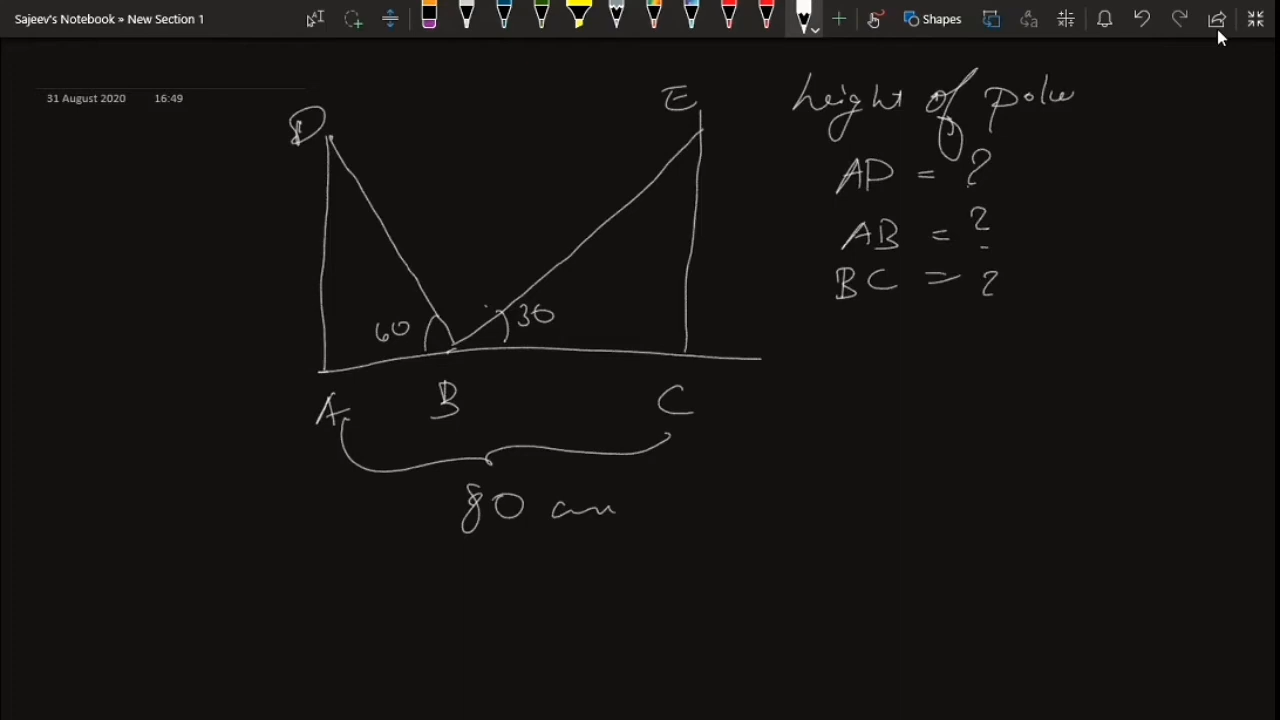 Sajeev's Notebook » New Section 1
Shapes
31 August 2020 16:49
D
E
height of poles
AD = ?
AB = ?
BC = ?
60
30
A
B
C
80 cm